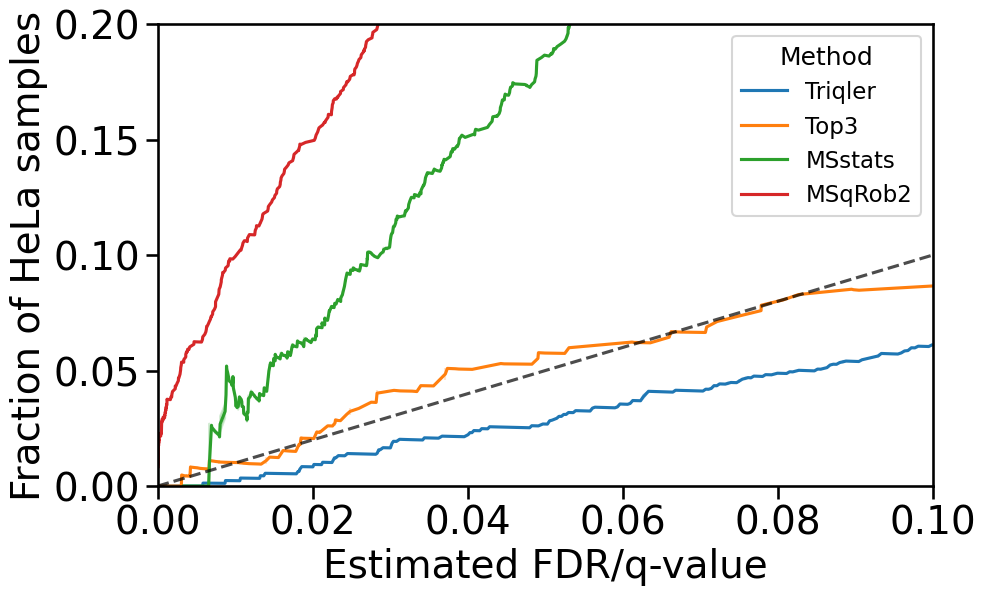 Fraction of HeLa samples
0.20
0.15
0.10
0.05
0.00
0.00 0.02 0.04 0.06 0.08 0.10
Estimated FDR/q-value
Method
Triqler
Top3
MSstats
MSqRob2